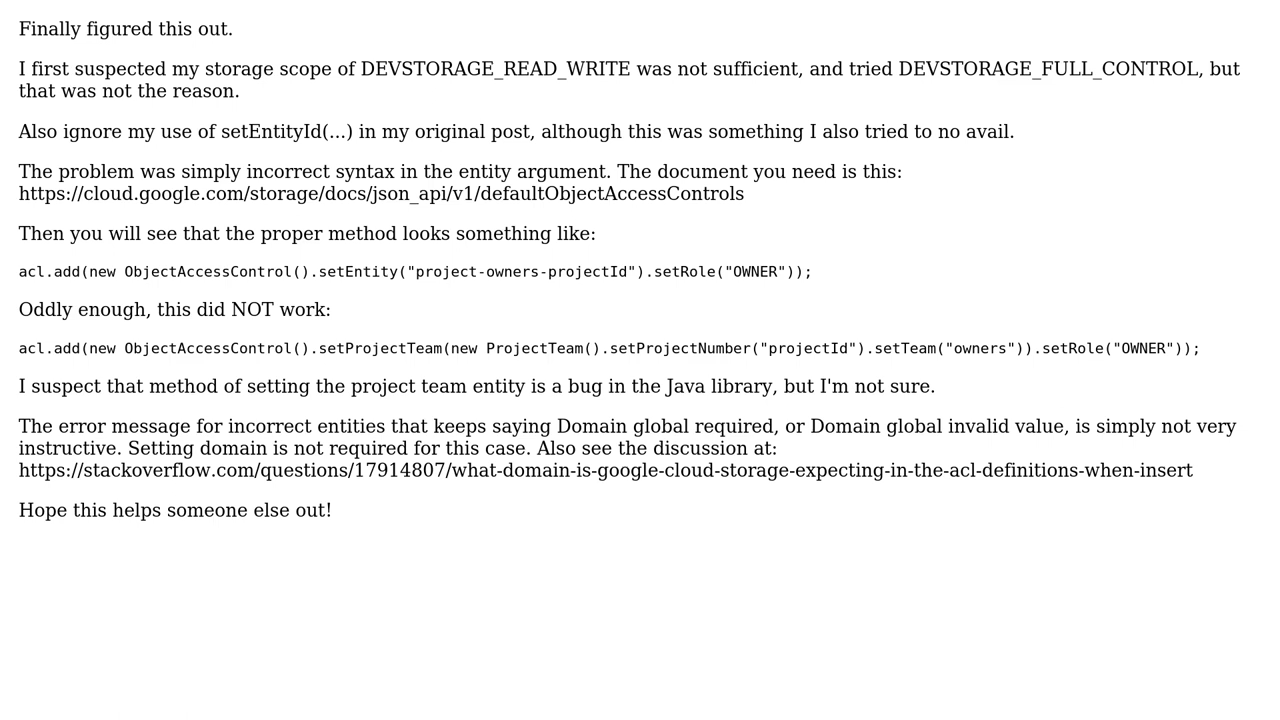 Finally figured this out.
I first suspected my storage scope of DEVSTORAGE_READ_WRITE was not sufficient, and tried DEVSTORAGE_FULL_CONTROL, but
that was not the reason.
Also ignore my use of setEntityId(...) in my original post, although this was something I also tried to no avail.
The problem was simply incorrect syntax in the entity argument. The document you need is this:
https://cloud.google.com/storage/docs/json_api/v1/defaultObjectAccessControls
Then you will see that the proper method looks something like:
acl.add(new ObjectAccessControl().setEntity("project-owners-projectId").setRole("OWNER"));
Oddly enough, this did NOT work:
acl.add(new ObjectAccessControl().setProjectTeam(new ProjectTeam().setProjectNumber("projectId").setTeam("owners")).setRole("OWNER"));
I suspect that method of setting the project team entity is a bug in the Java library, but I'm not sure.
The error message for incorrect entities that keeps saying Domain global required, or Domain global invalid value, is simply not very
instructive. Setting domain is not required for this case. Also see the discussion at:
https://stackoverflow.com/questions/17914807/what-domain-is-google-cloud-storage-expecting-in-the-acl-definitions-when-insert
Hope this helps someone else out!